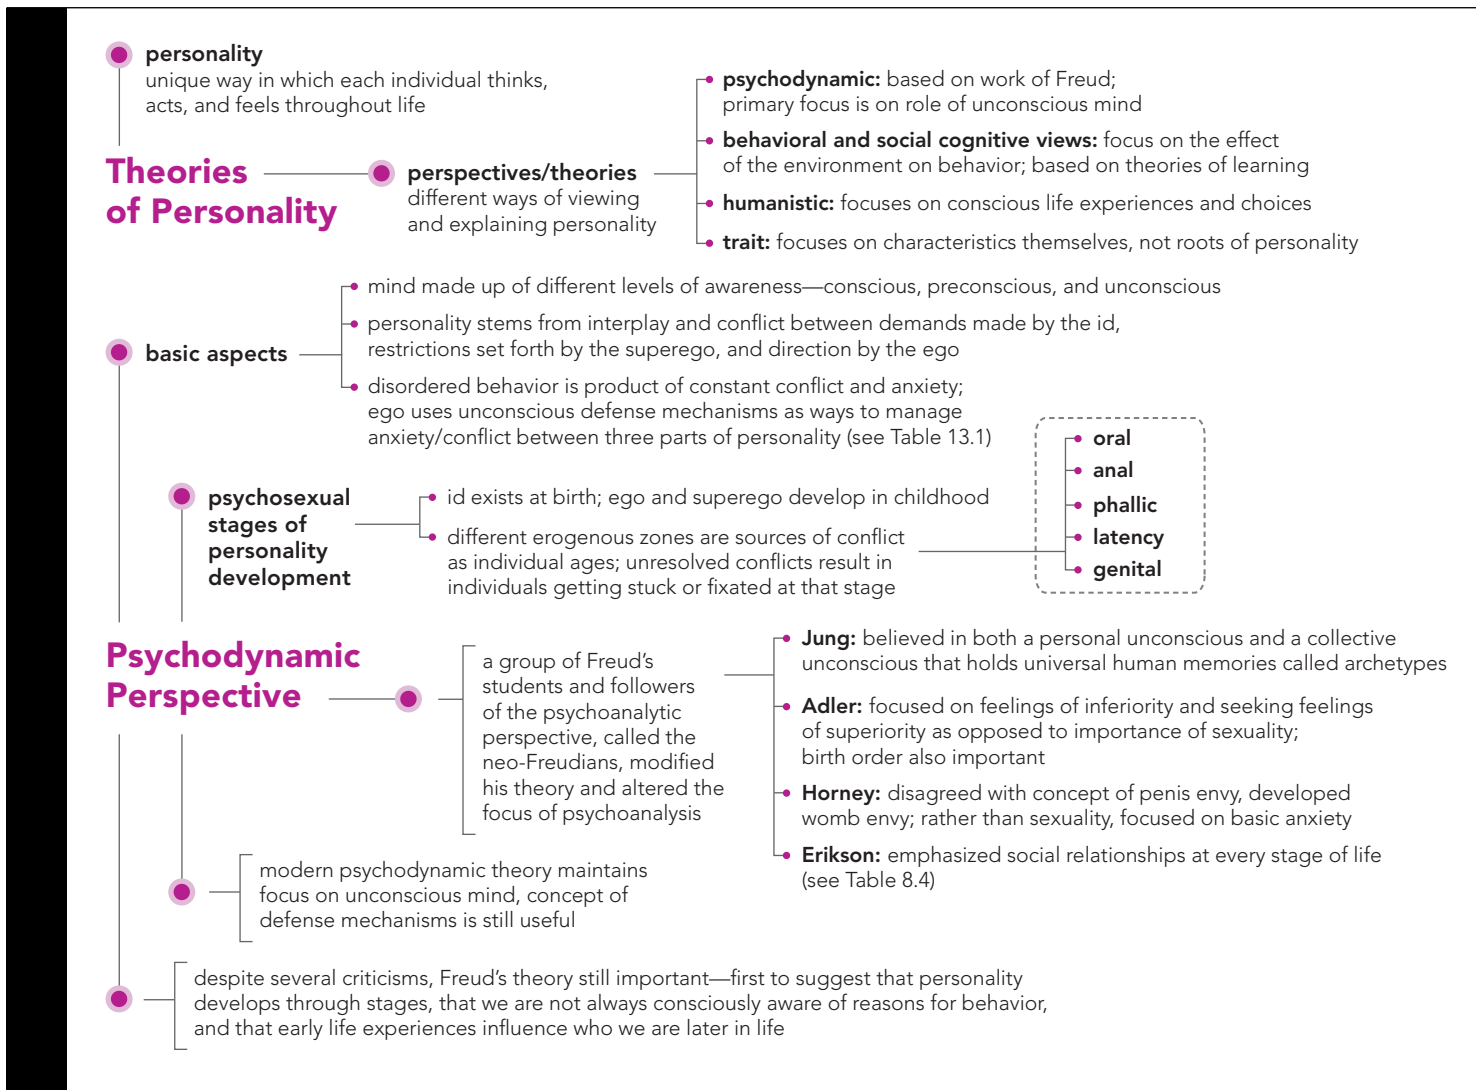 personality
unique way in which each individual thinks,
acts, and feels throughout life
Theories
of Personality
perspectives/theories
different ways of viewing
and explaining personality
psychodynamic: based on work of Freud;
primary focus is on role of unconscious mind
behavioral and social cognitive views: focus on the effect
of the environment on behavior; based on theories of learning
humanistic: focuses on conscious life experiences and choices
trait: focuses on characteristics themselves, not roots of personality
basic aspects
mind made up of different levels of awareness—conscious, preconscious, and unconscious
personality stems from interplay and conflict between demands made by the id,
restrictions set forth by the superego, and direction by the ego
disordered behavior is product of constant conflict and anxiety;
ego uses unconscious defense mechanisms as ways to manage
anxiety/conflict between three parts of personality (see Table 13.1)
psychosexual
stages of
personality
development
id exists at birth; ego and superego develop in childhood
different erogenous zones are sources of conflict
as individual ages; unresolved conflicts result in
individuals getting stuck or fixated at that stage
oral
anal
phallic
latency
genital
Psychodynamic
Perspective
a group of Freud's
students and followers
of the psychoanalytic
perspective, called the
neo-Freudians, modified
his theory and altered the
focus of psychoanalysis
Jung: believed in both a personal unconscious and a collective
unconscious that holds universal human memories called archetypes
Adler: focused on feelings of inferiority and seeking feelings
of superiority as opposed to importance of sexuality;
birth order also important
Horney: disagreed with concept of penis envy, developed
womb envy; rather than sexuality, focused on basic anxiety
Erikson: emphasized social relationships at every stage of life
(see Table 8.4)
modern psychodynamic theory maintains
focus on unconscious mind, concept of
defense mechanisms is still useful
despite several criticisms, Freud's theory still important—first to suggest that personality
develops through stages, that we are not always consciously aware of reasons for behavior,
and that early life experiences influence who we are later in life